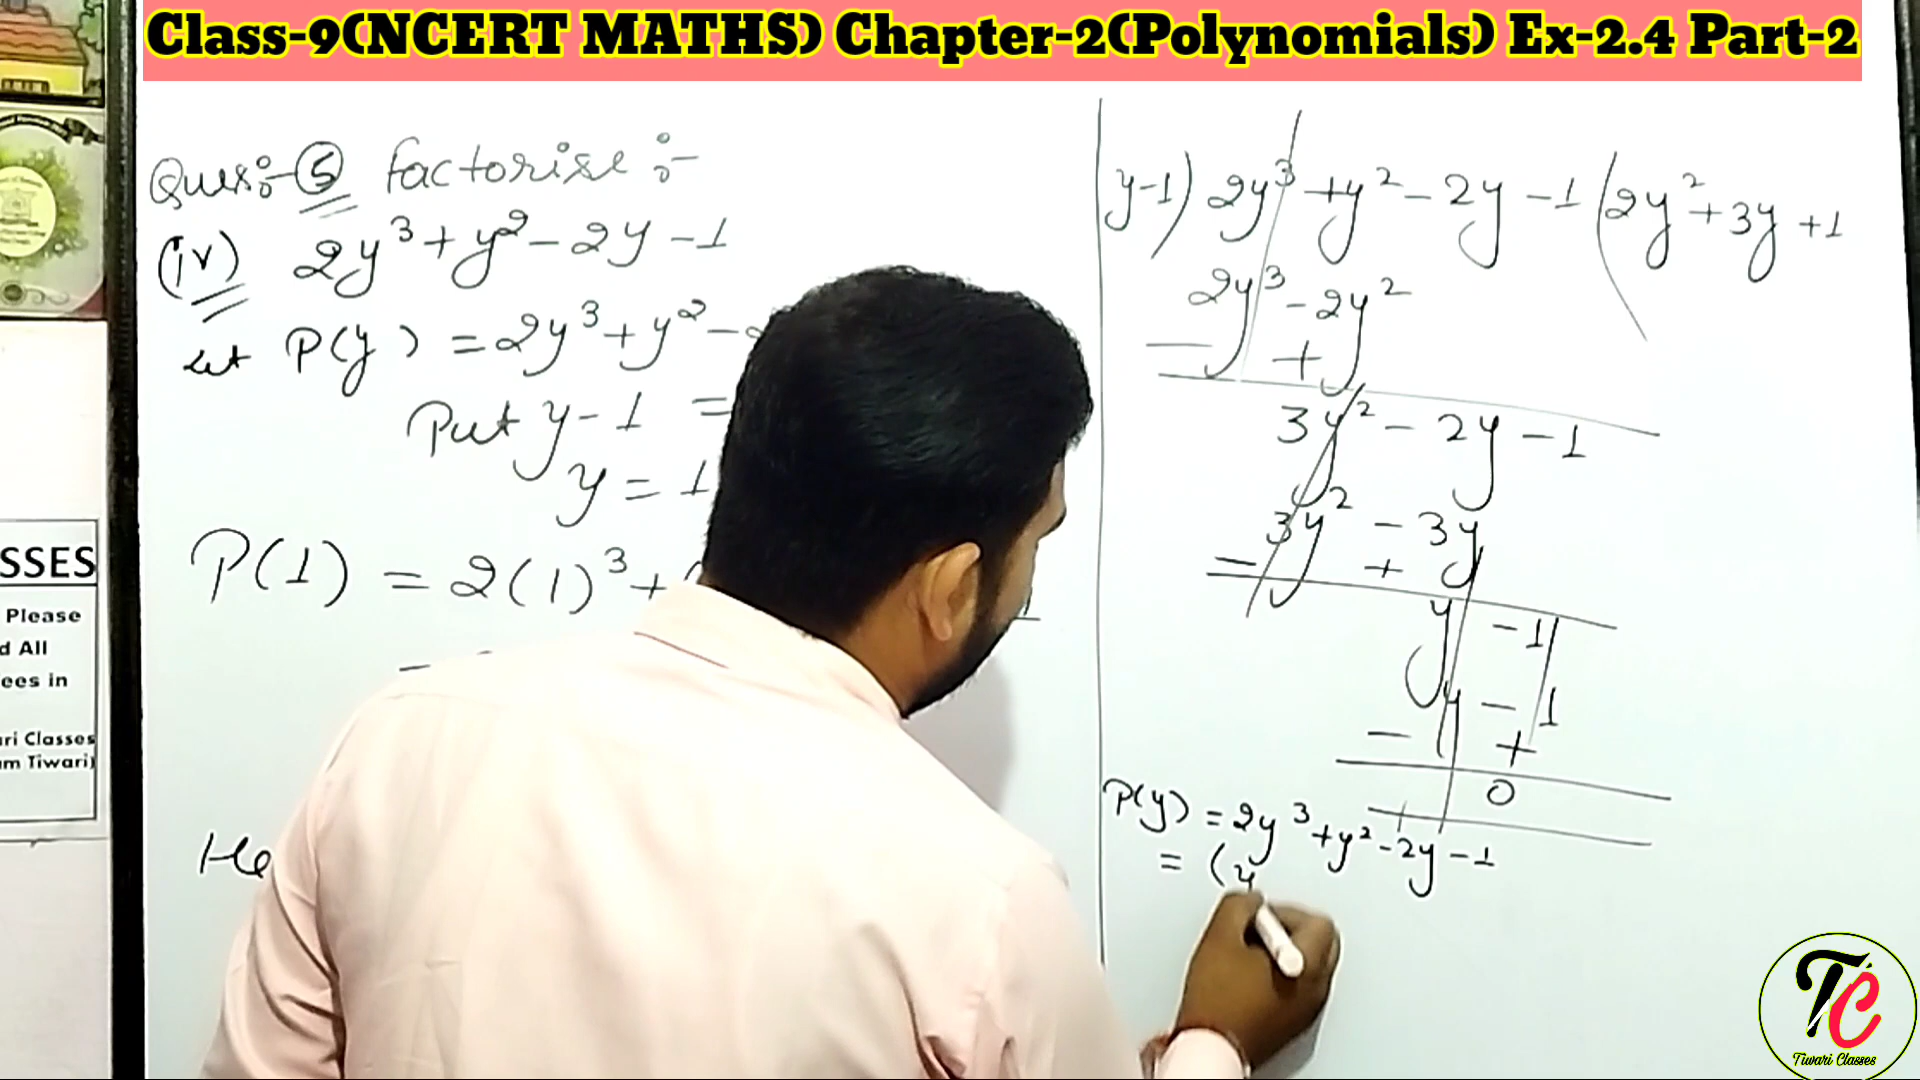 Class-9(NCERT MATHS) Chapter-2(Polynomials) Ex-2.4 Part-2
Ques:-⑤ factorise :-
(iv) 2y³+y²-2y-1
let P(y) = 2y³+y²-
Put y-1 =
y = 1
P(1) = 2(1)³+
He
y-1) 2y³+y²-2y-1 (2y²+3y+1
2y³-2y²
- +
3y²-2y-1
3y²-3y
- +
y-1
y-1
- +
0
P(y) = 2y³+y²-2y-1
= (y
SSES
Please
d All
ees in
ri Classes
m Tiwari)
TC
Tiwari Classes